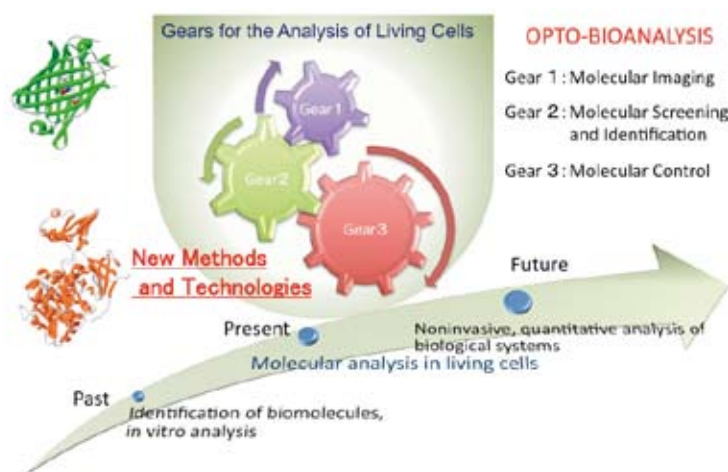 Gears for the Analysis of Living Cells
OPTO-BIOANALYSIS
Gear 1 : Molecular Imaging
Gear 2 : Molecular Screening
and Identification
Gear 3 : Molecular Control
Gear 1
Gear2
Gear3
New Methods
and Technologies
Future
Noninvasive, quantitative analysis of
biological systems
Present
Molecular analysis in living cells
Past
Identification of biomolecules,
in vitro analysis